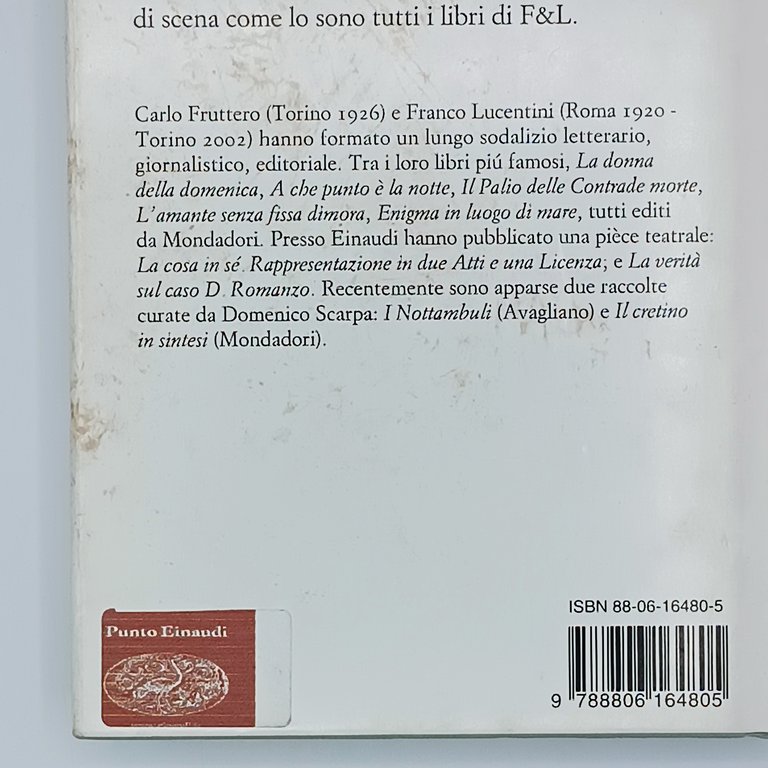 di scena come lo sono tutti i libri di F&L.
Carlo Fruttero (Torino 1926) e Franco Lucentini (Roma 1920 -
Torino 2002) hanno formato un lungo sodalizio letterario,
giornalistico, editoriale. Tra i loro libri piú famosi, La donna
della domenica, A che punto è la notte, Il Palio delle Contrade morte,
L'amante senza fissa dimora, Enigma in luogo di mare, tutti editi
da Mondadori. Presso Einaudi hanno pubblicato una pièce teatrale:
La cosa in sé. Rappresentazione in due Atti e una Licenza; e La verità
sul caso D. Romanzo. Recentemente sono apparse due raccolte
curate da Domenico Scarpa: I Nottambuli (Avagliano) e Il cretino
in sintesi (Mondadori).
Punto Einaudi
ISBN 88-06-16480-5
9 788806 164805